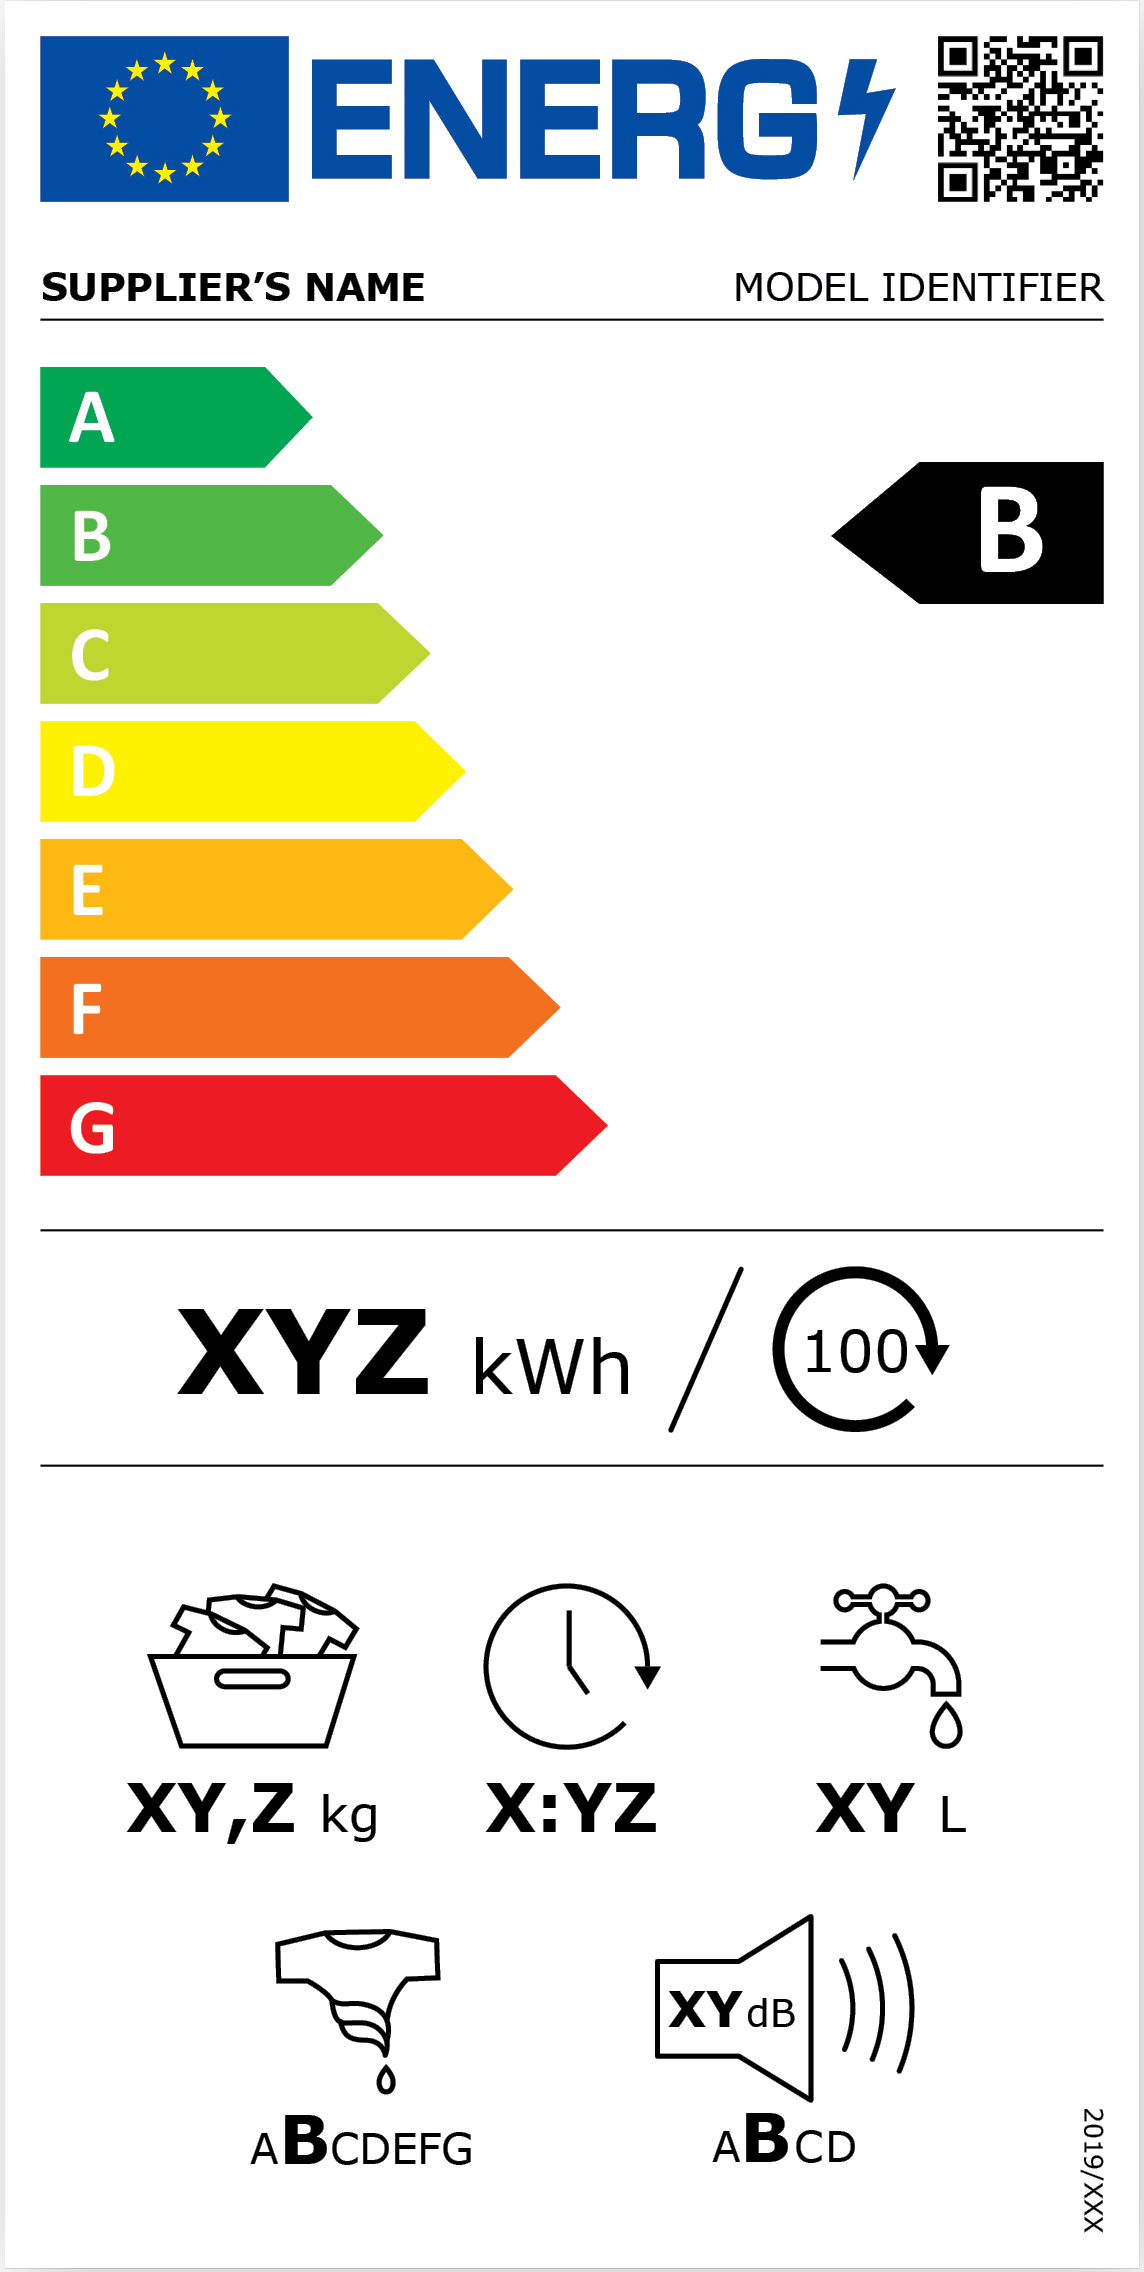 ENERG
SUPPLIER’S NAME MODEL IDENTIFIER
A
B
B
C
D
E
F
G
XYZ kWh / 100
XY,Z kg X:YZ XY L
XY dB
ABCDEFG ABCD
2019/XXX